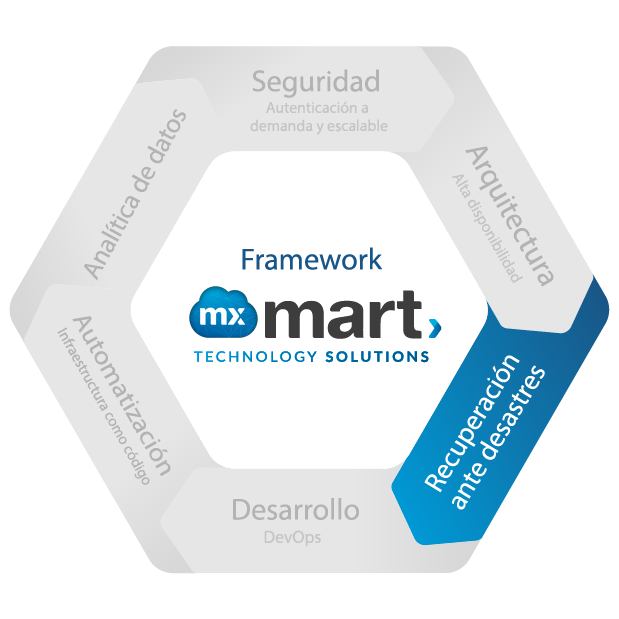 Seguridad
Autenticación a
demanda y escalable
Arquitectura
Alta disponibilidad
Recuperación
ante desastres
Desarrollo
DevOps
Automatización
Infraestructura como código
Analítica de datos
Framework
mx mart
TECHNOLOGY SOLUTIONS